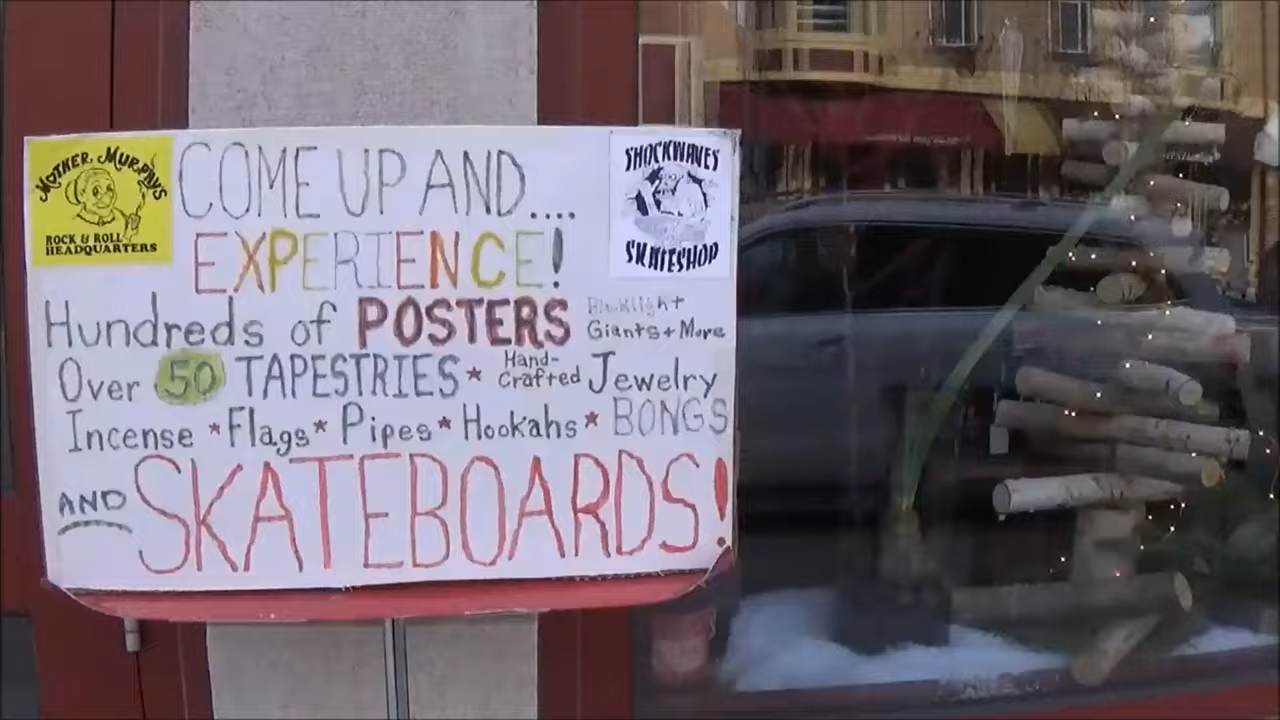 MOTHER MURPHYS
ROCK & ROLL
HEADQUARTERS
COME UP AND....
EXPERIENCE!
SHOCKWAVES
SKATESHOP
Hundreds of POSTERS Blacklight
Giants + More
Over 50 TAPESTRIES * Hand-Crafted Jewelry
Incense * Flags * Pipes * Hookahs * BONGS
AND SKATEBOARDS!